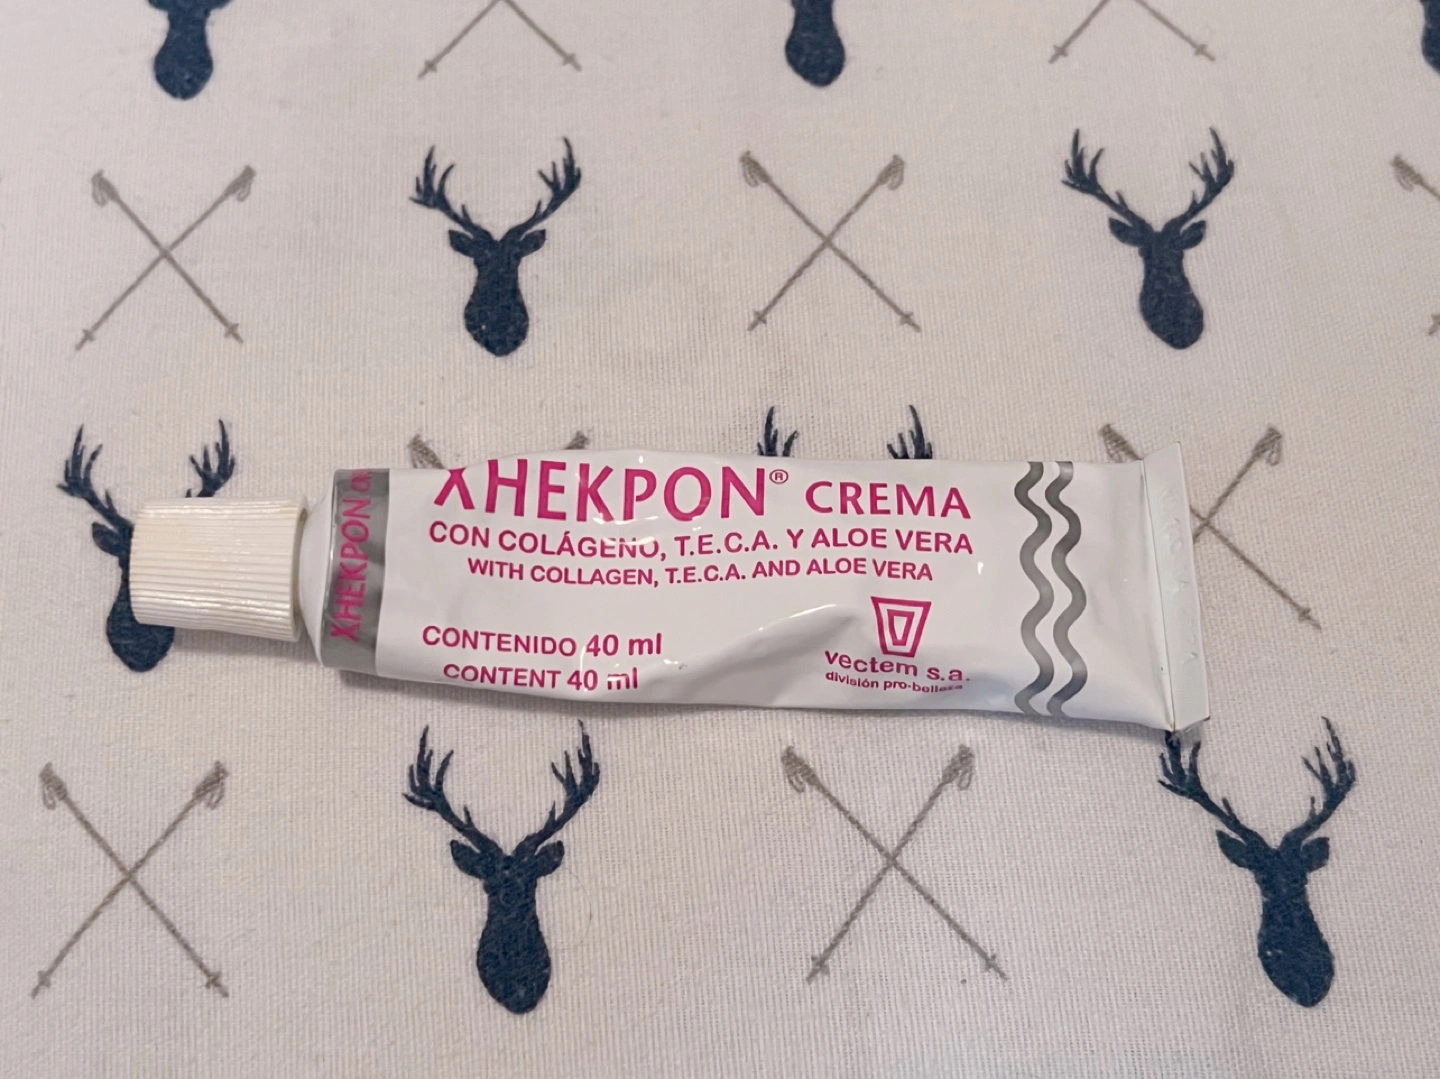 XHEKPON® CREMA
CON COLÁGENO, T.E.C.A. Y ALOE VERA
WITH COLLAGEN, T.E.C.A. AND ALOE VERA
CONTENIDO 40 ml
CONTENT 40 ml
vectem s.a.
división pro-belleza
XHEKPON